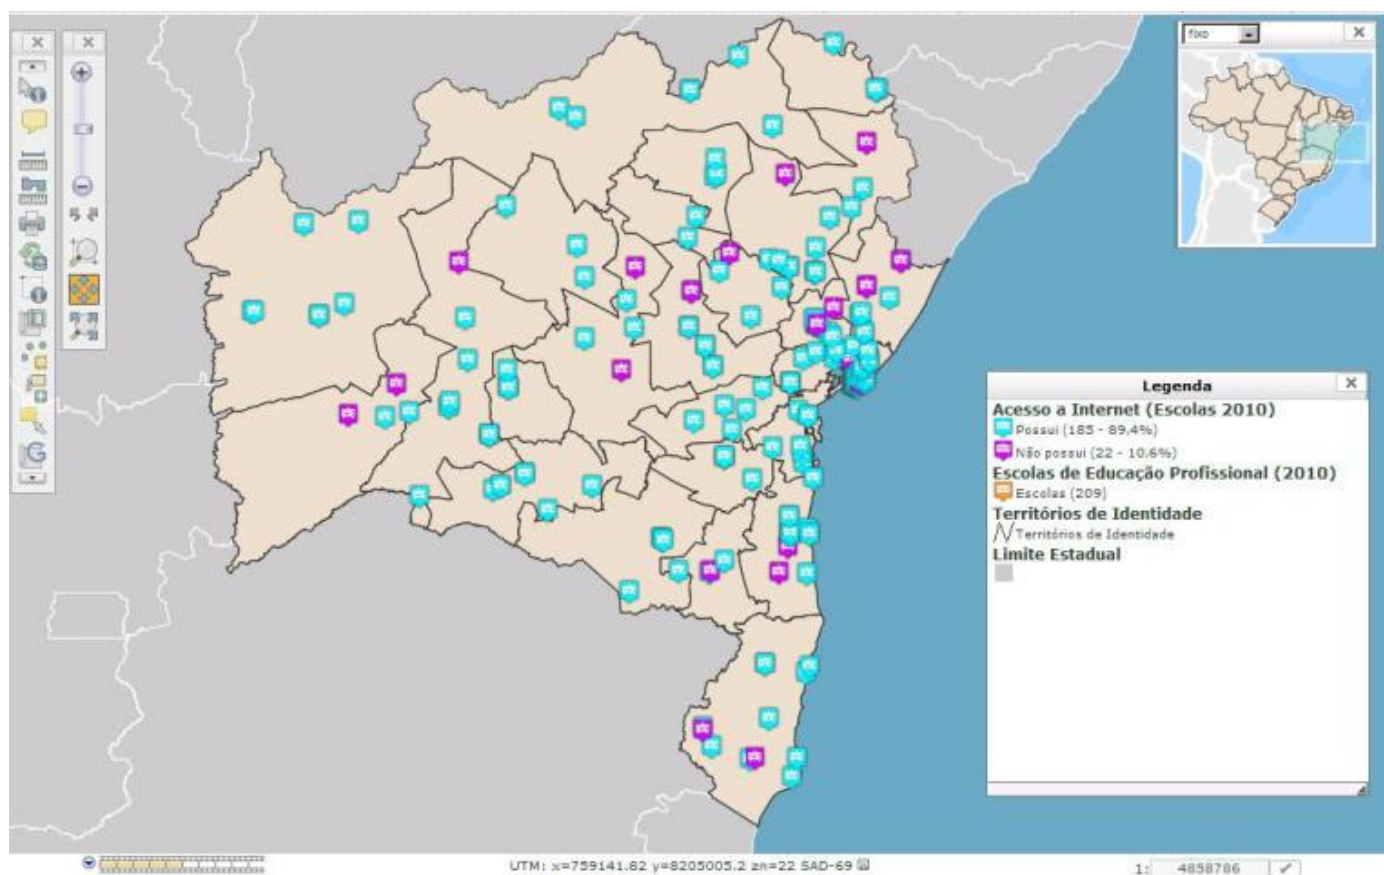 fixo
Legenda
Acesso a Internet (Escolas 2010)
Possui (185 - 89,4%)
Não possui (22 - 10.6%)
Escolas de Educação Profissional (2010)
Escolas (209)
Territórios de Identidade
Territórios de Identidade
Limite Estadual
UTM: x=759141.82 y=8205005.2 zn=22 SAD-69
1: 4858786